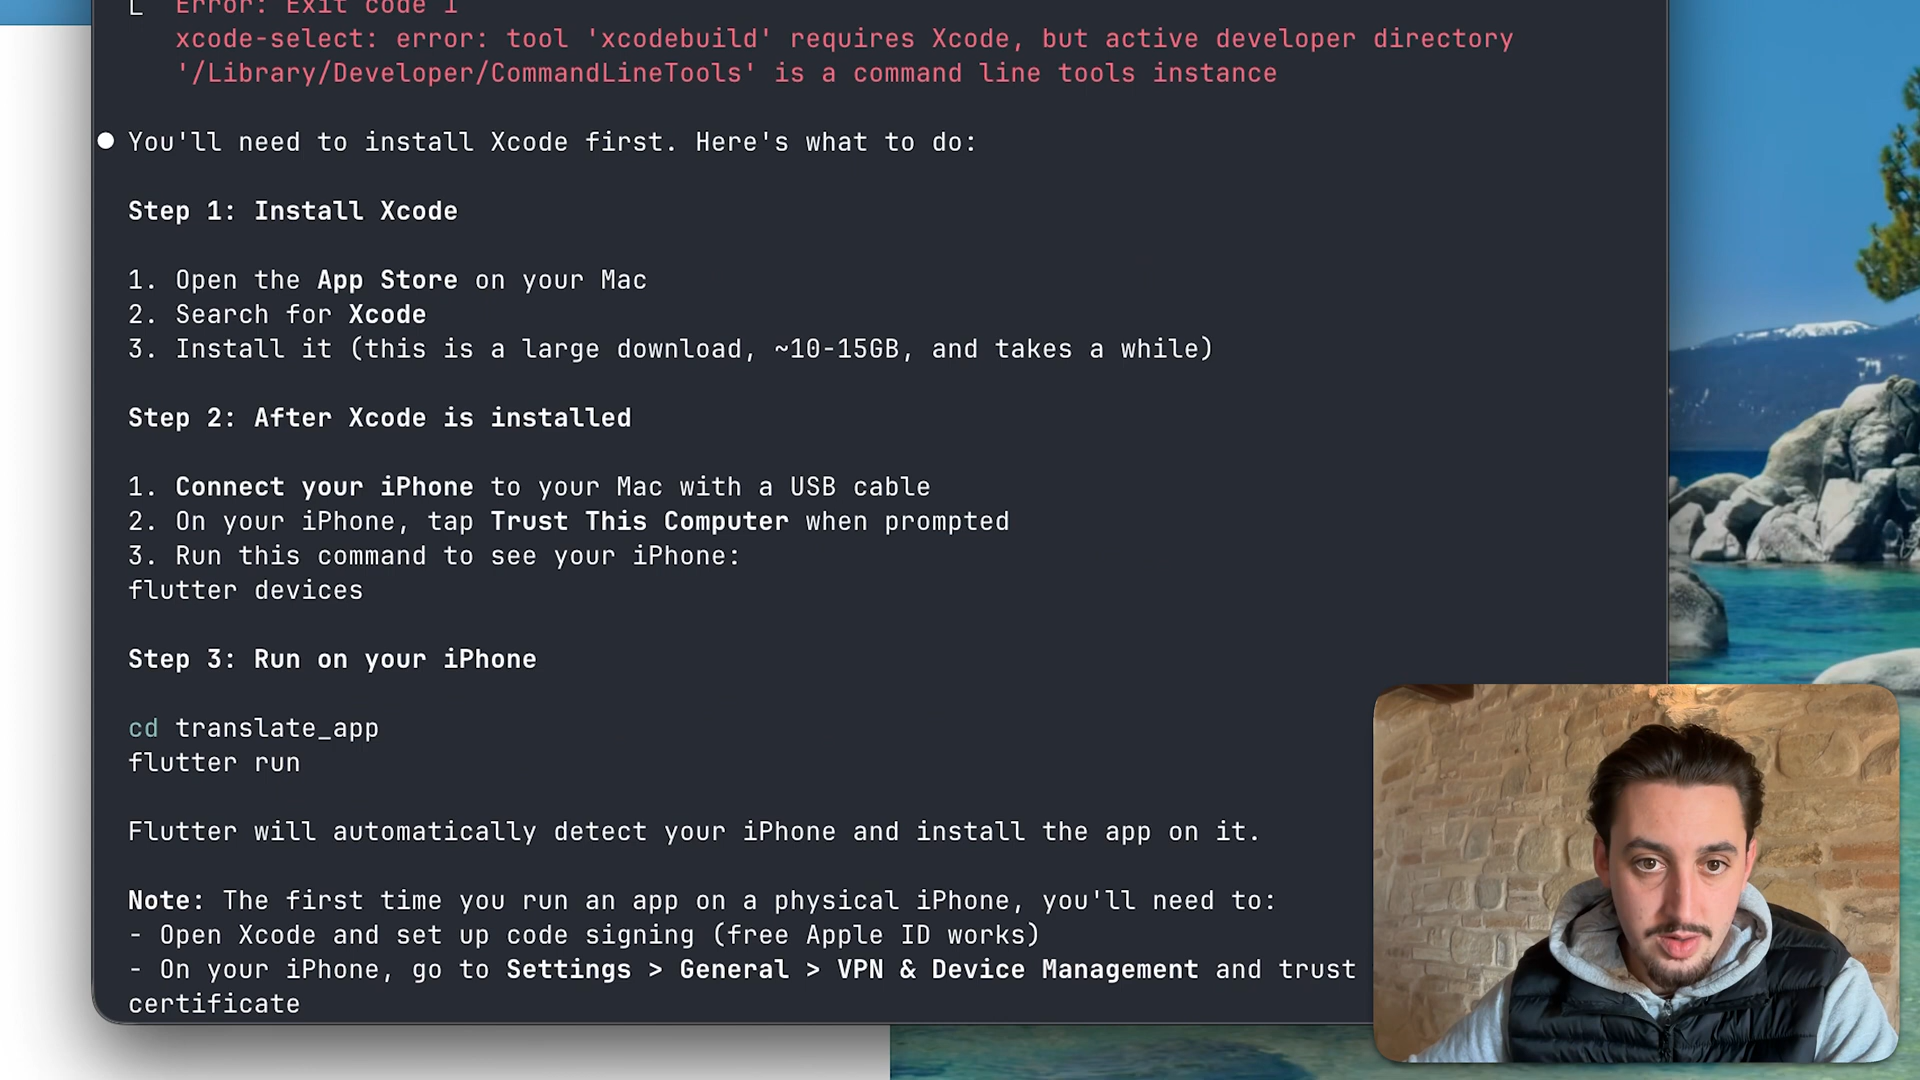 Error: Exit code 1
xcode-select: error: tool 'xcodebuild' requires Xcode, but active developer directory
'/Library/Developer/CommandLineTools' is a command line tools instance
You'll need to install Xcode first. Here's what to do:
Step 1: Install Xcode
1. Open the App Store on your Mac
2. Search for Xcode
3. Install it (this is a large download, ~10-15GB, and takes a while)
Step 2: After Xcode is installed
1. Connect your iPhone to your Mac with a USB cable
2. On your iPhone, tap Trust This Computer when prompted
3. Run this command to see your iPhone:
flutter devices
Step 3: Run on your iPhone
cd translate_app
flutter run
Flutter will automatically detect your iPhone and install the app on it.
Note: The first time you run an app on a physical iPhone, you'll need to:
- Open Xcode and set up code signing (free Apple ID works)
- On your iPhone, go to Settings > General > VPN & Device Management and trust
certificate